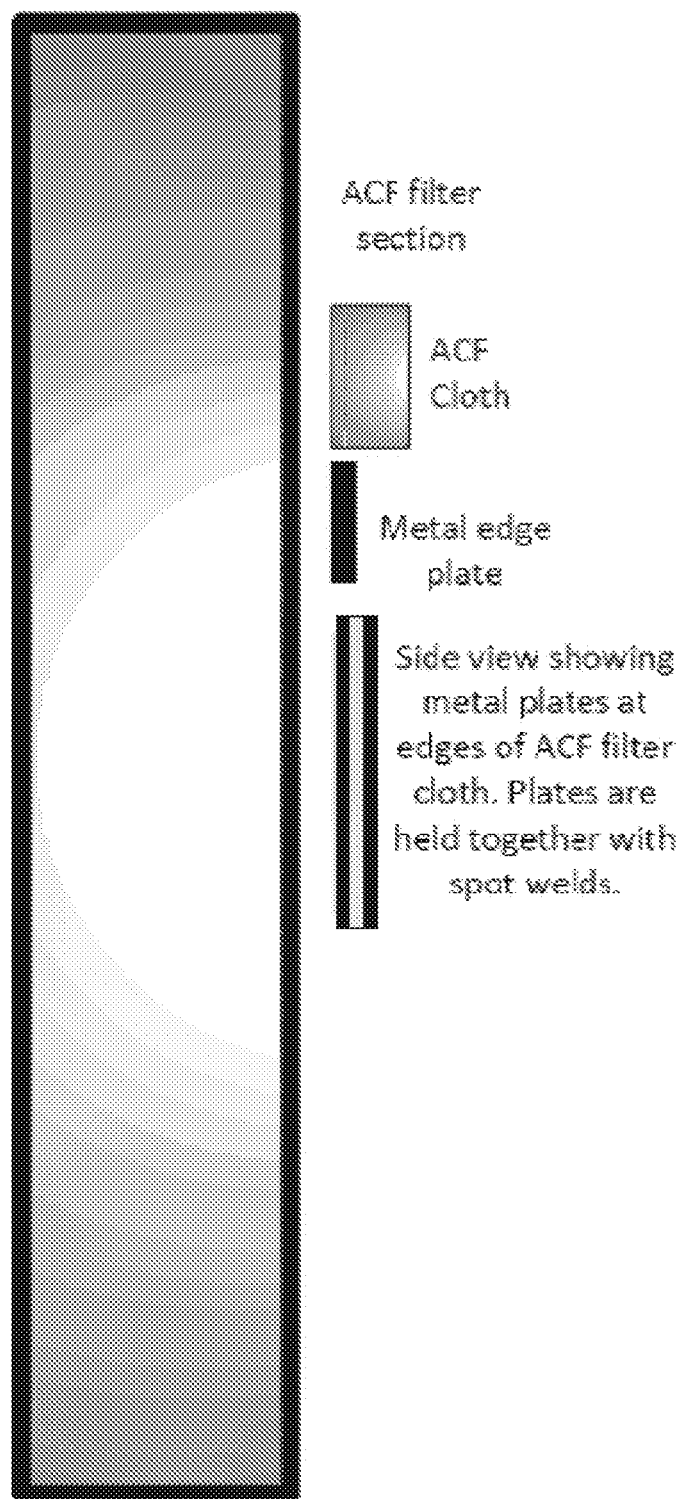 ACF filter
section
ACF
Cloth
Metal edge
plate
Side view showing
metal plates at
edges of ACF filter
cloth. Plates are
held together with
spot welds.